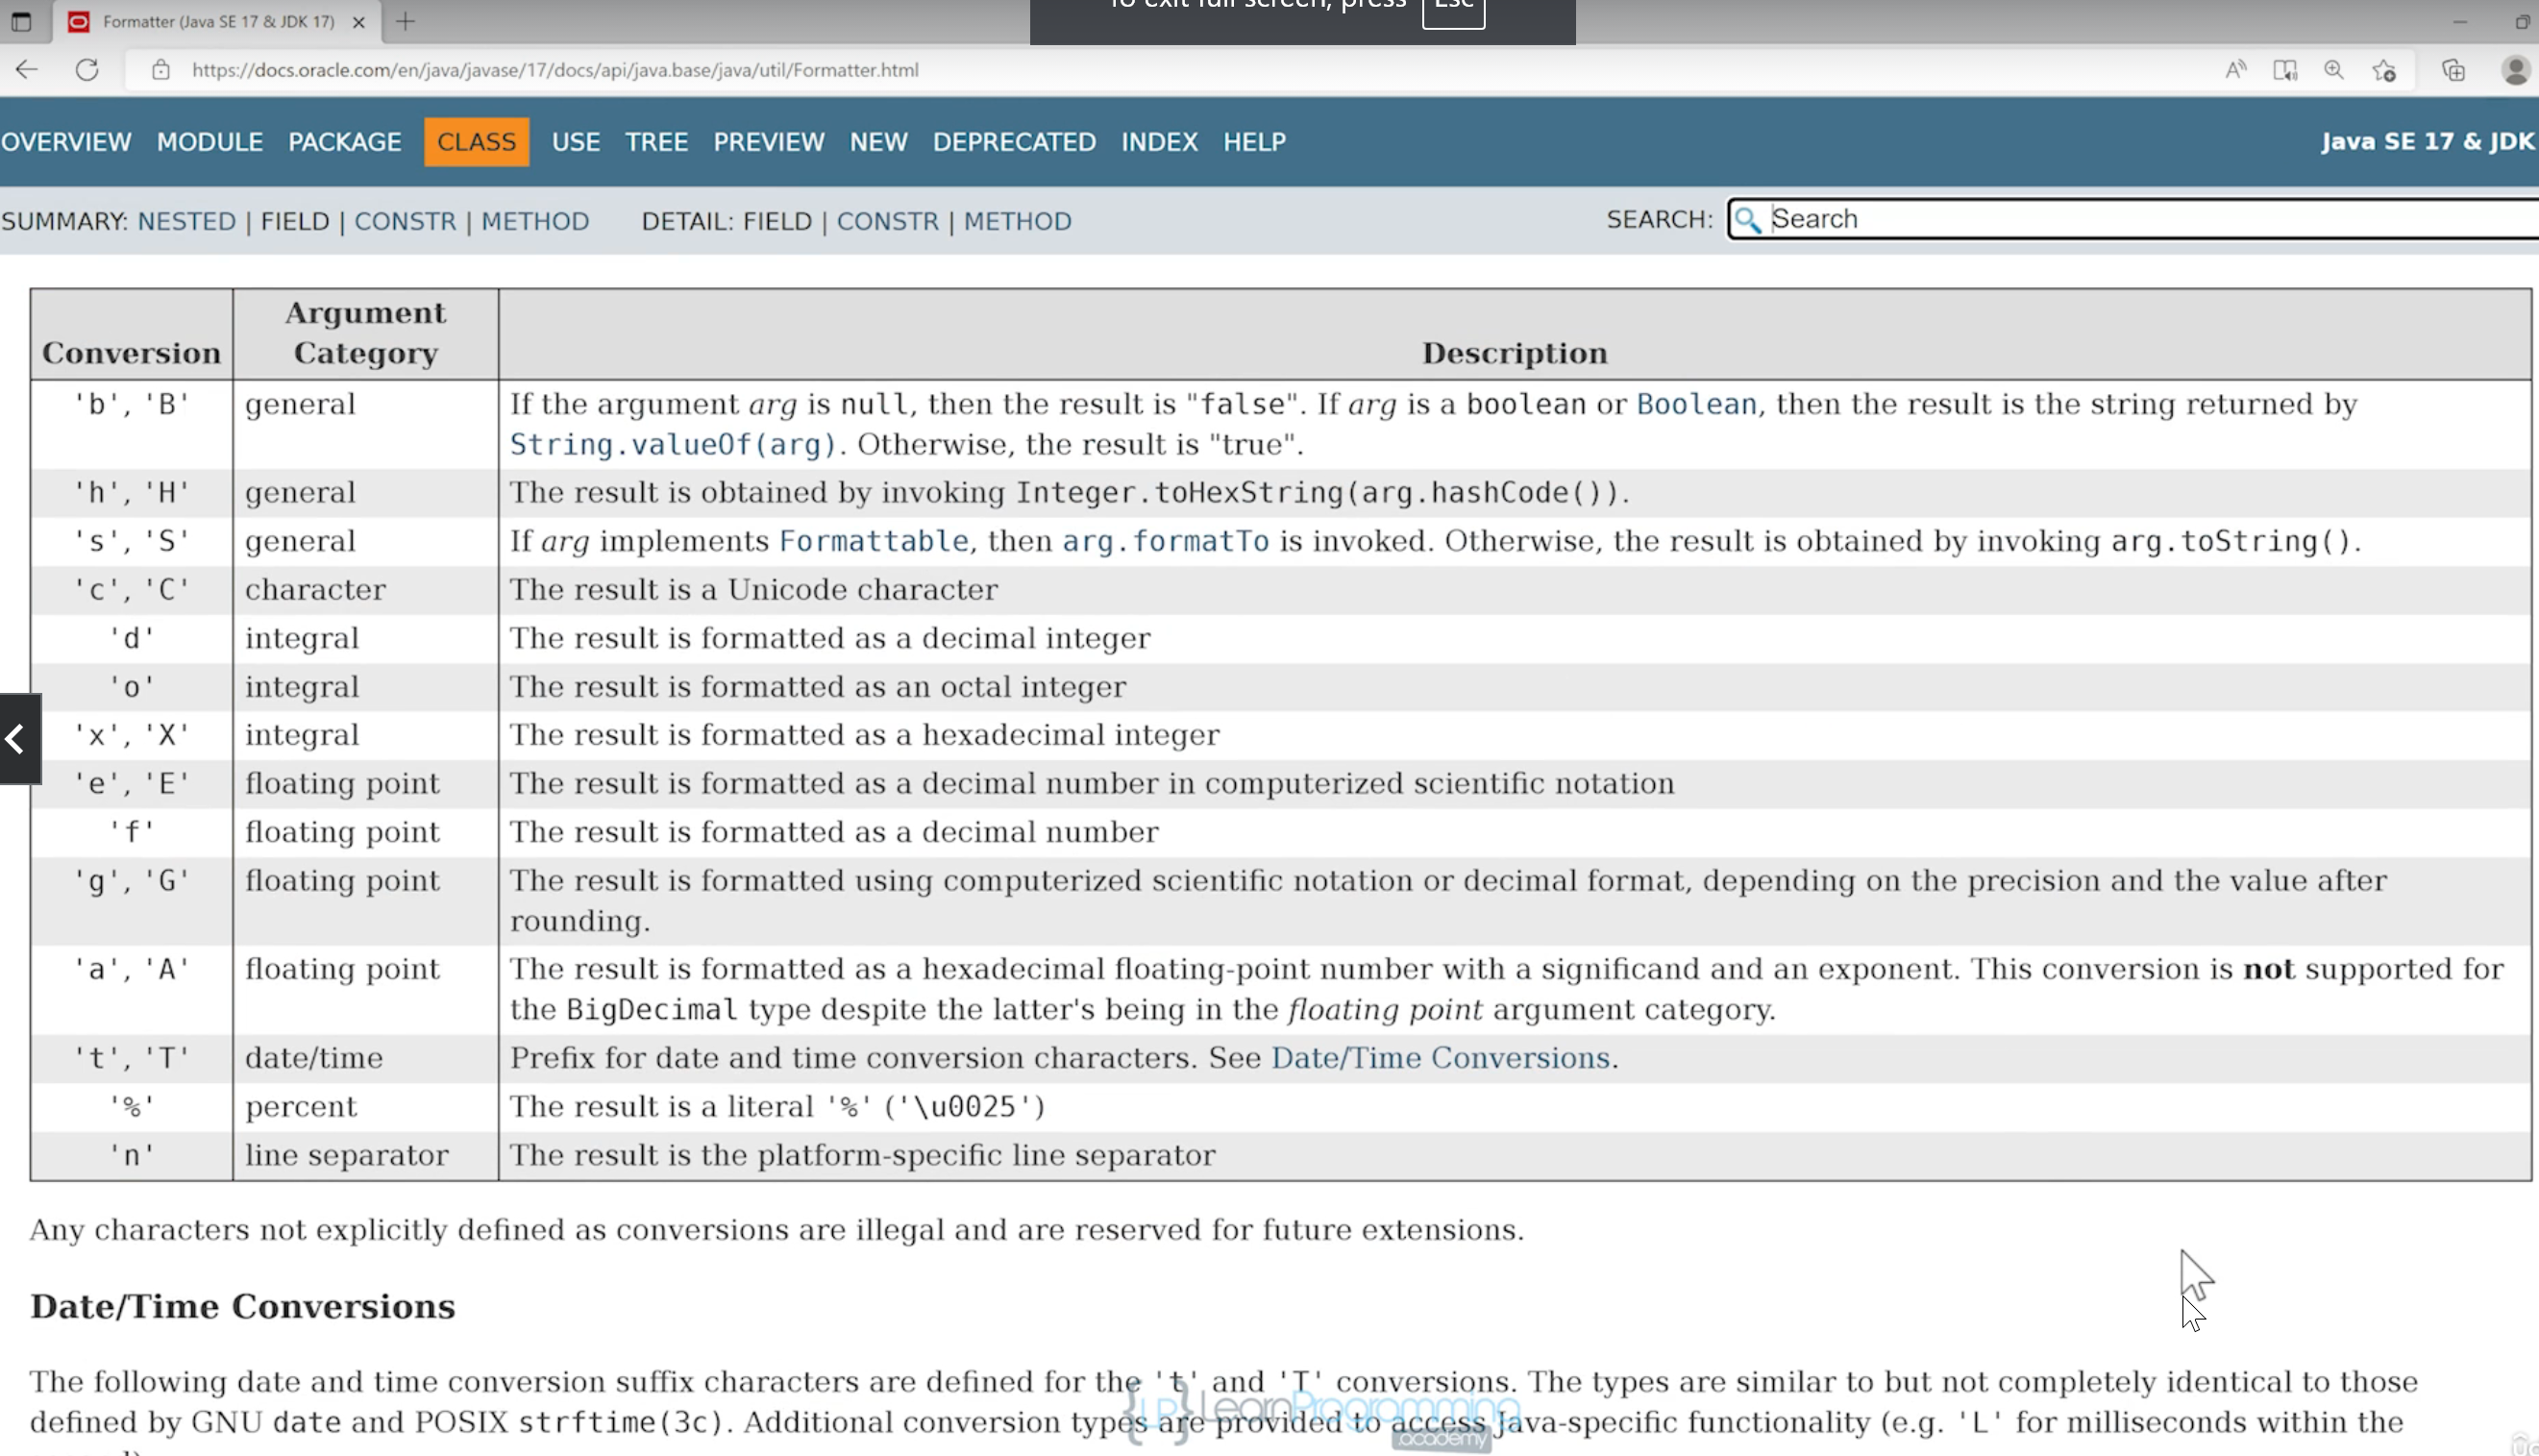 Formatter (Java SE 17 & JDK 17)
To exit full screen, press Esc
https://docs.oracle.com/en/java/javase/17/docs/api/java.base/java/util/Formatter.html
OVERVIEW MODULE PACKAGE CLASS USE TREE PREVIEW NEW DEPRECATED INDEX HELP
Java SE 17 & JDK
SUMMARY: NESTED | FIELD | CONSTR | METHOD DETAIL: FIELD | CONSTR | METHOD
SEARCH: Search
Conversion Argument Category Description
'b', 'B' general If the argument arg is null, then the result is "false". If arg is a boolean or Boolean, then the result is the string returned by
String.valueOf(arg). Otherwise, the result is "true".
'h', 'H' general The result is obtained by invoking Integer.toHexString(arg.hashCode()).
's', 'S' general If arg implements Formattable, then arg.formatTo is invoked. Otherwise, the result is obtained by invoking arg.toString().
'c', 'C' character The result is a Unicode character
'd' integral The result is formatted as a decimal integer
'o' integral The result is formatted as an octal integer
'x', 'X' integral The result is formatted as a hexadecimal integer
'e', 'E' floating point The result is formatted as a decimal number in computerized scientific notation
'f' floating point The result is formatted as a decimal number
'g', 'G' floating point The result is formatted using computerized scientific notation or decimal format, depending on the precision and the value after
rounding.
'a', 'A' floating point The result is formatted as a hexadecimal floating-point number with a significand and an exponent. This conversion is not supported for
the BigDecimal type despite the latter's being in the floating point argument category.
't', 'T' date/time Prefix for date and time conversion characters. See Date/Time Conversions.
'%' percent The result is a literal '%' ('\u0025')
'n' line separator The result is the platform-specific line separator
Any characters not explicitly defined as conversions are illegal and are reserved for future extensions.
Date/Time Conversions
The following date and time conversion suffix characters are defined for the 't' and 'T' conversions. The types are similar to but not completely identical to those
defined by GNU date and POSIX strftime(3c). Additional conversion types are provided to access Java-specific functionality (e.g. 'L' for milliseconds within the
{LP} LearnProgramming
academy